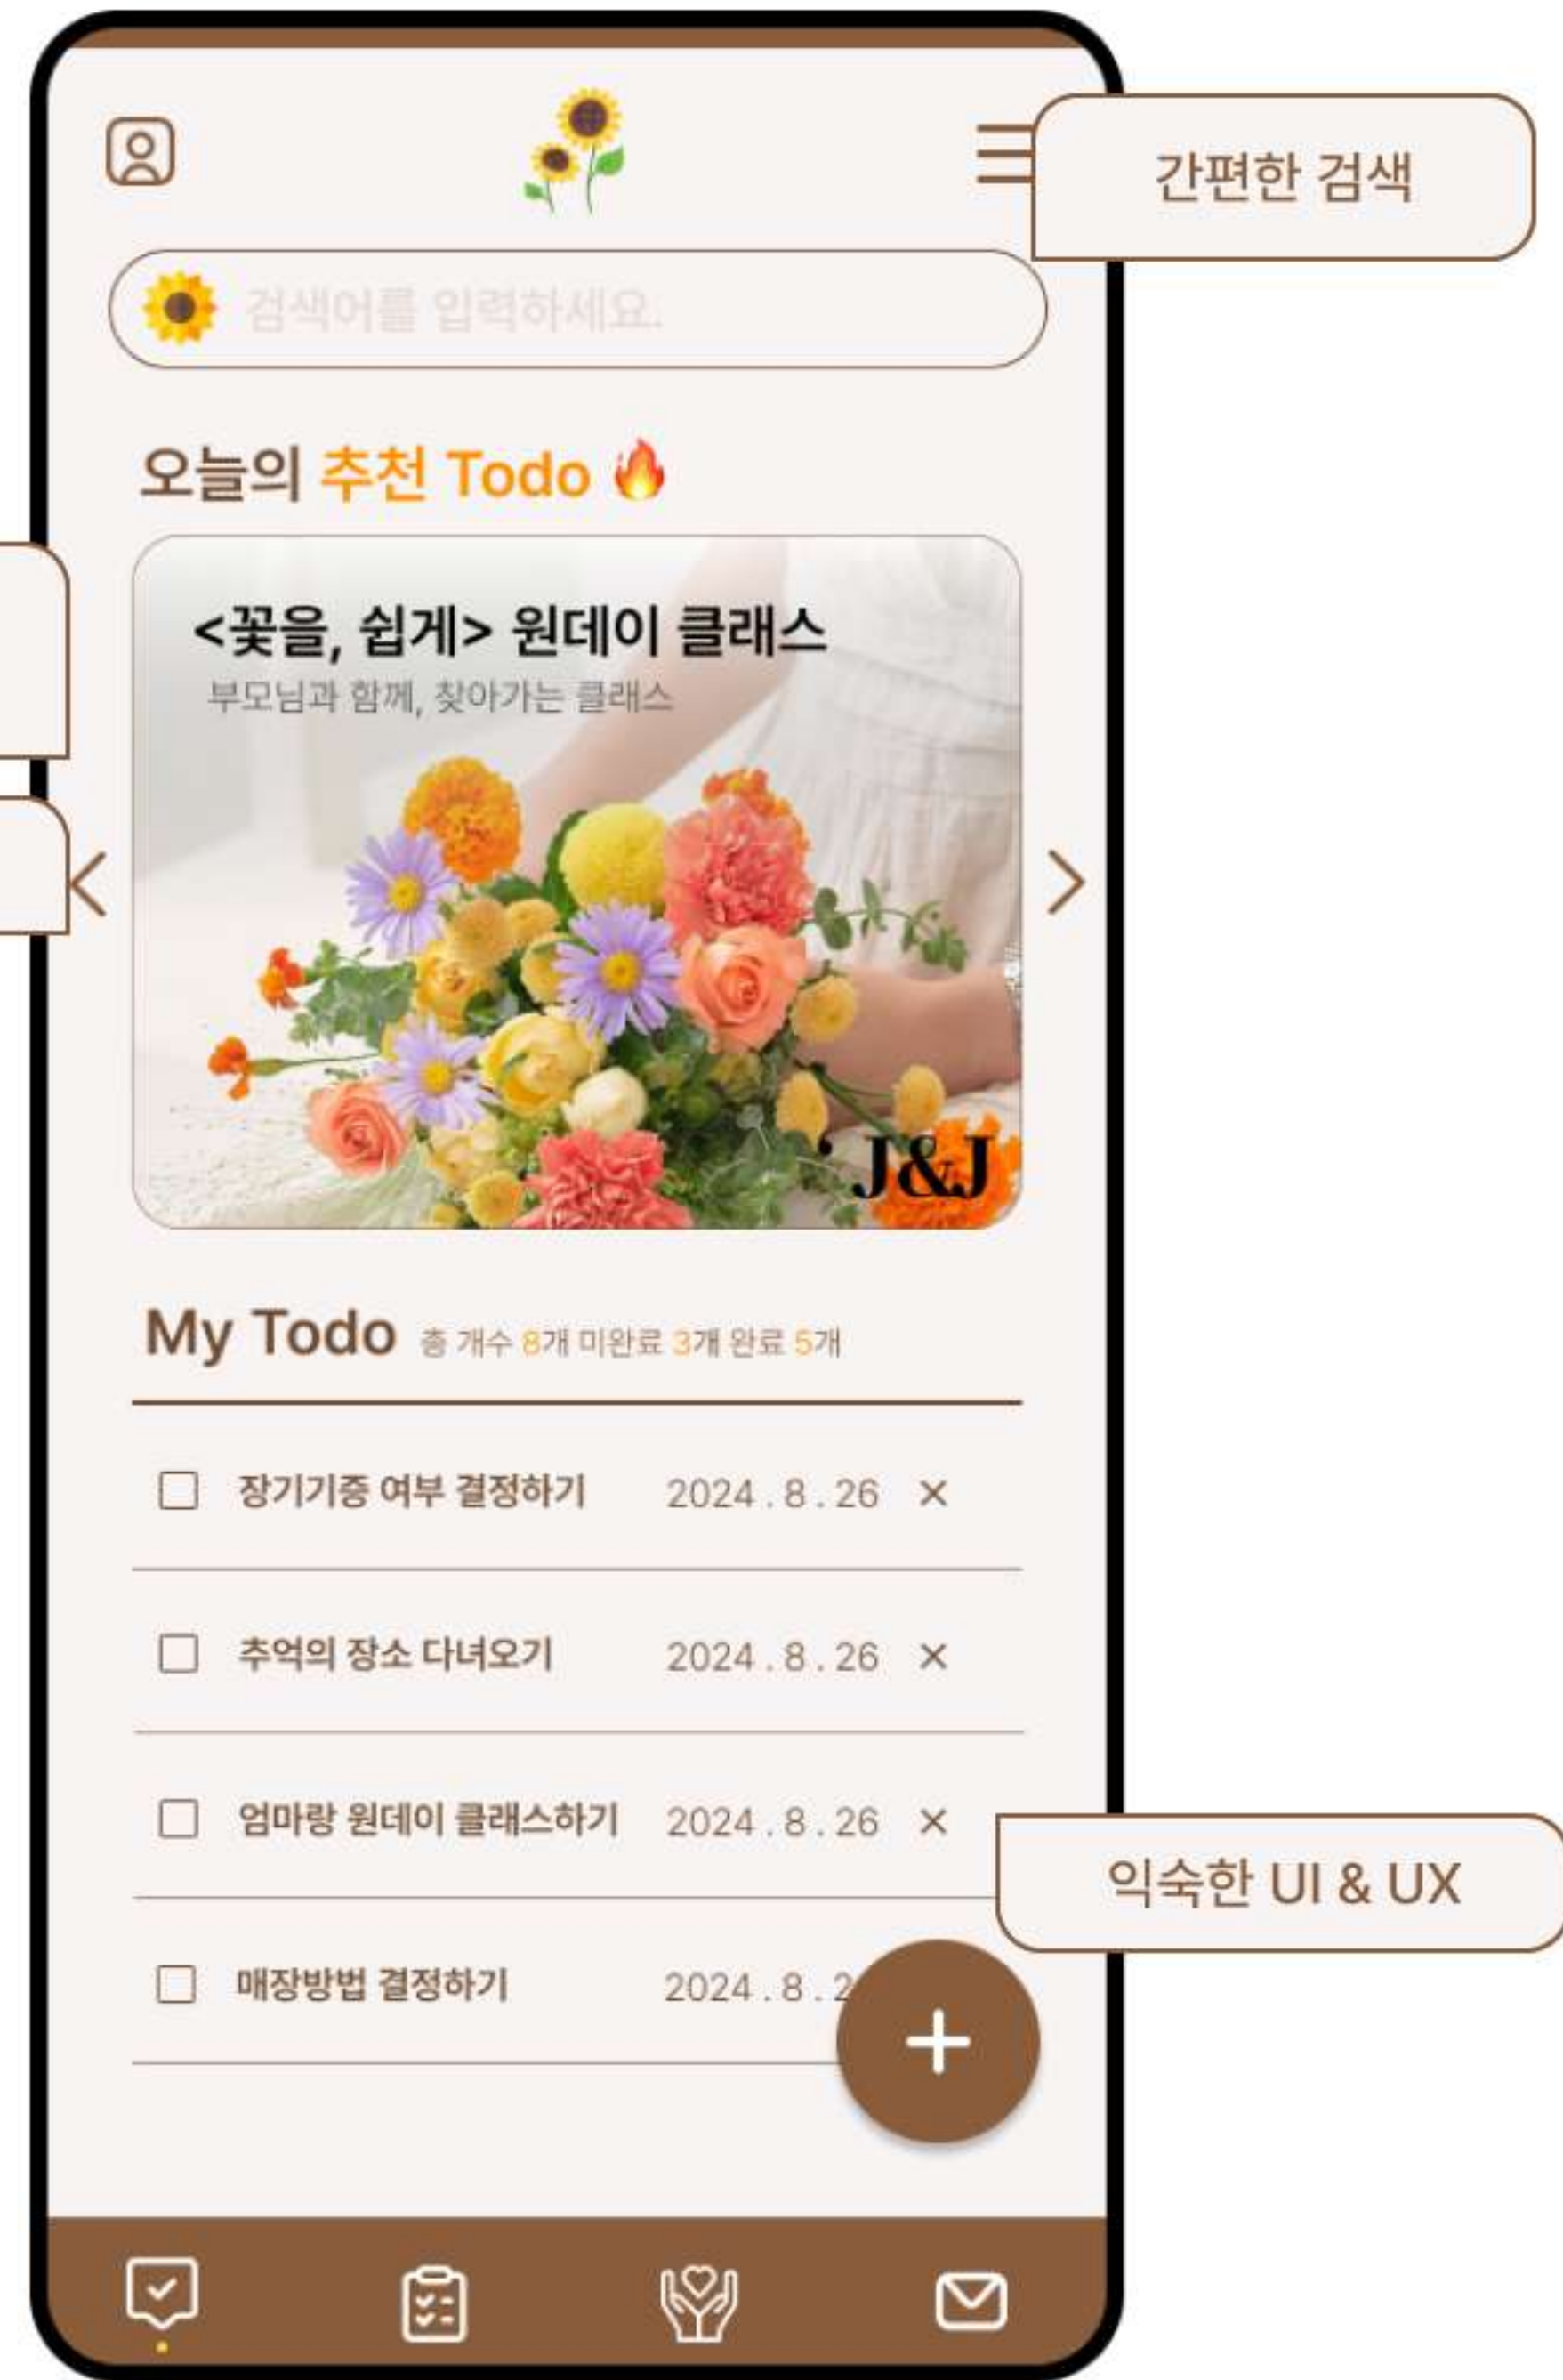 간편한 검색
검색어를 입력하세요.
오늘의 추천 Todo 🔥
<꽃을, 쉽게> 원데이 클래스
부모님과 함께, 찾아가는 클래스
J&J
My Todo 총 개수 8개 미완료 3개 완료 5개
장기기증 여부 결정하기 2024 . 8 . 26 ×
추억의 장소 다녀오기 2024 . 8 . 26 ×
엄마랑 원데이 클래스하기 2024 . 8 . 26 ×
익숙한 UI & UX
매장방법 결정하기 2024 . 8 . 2